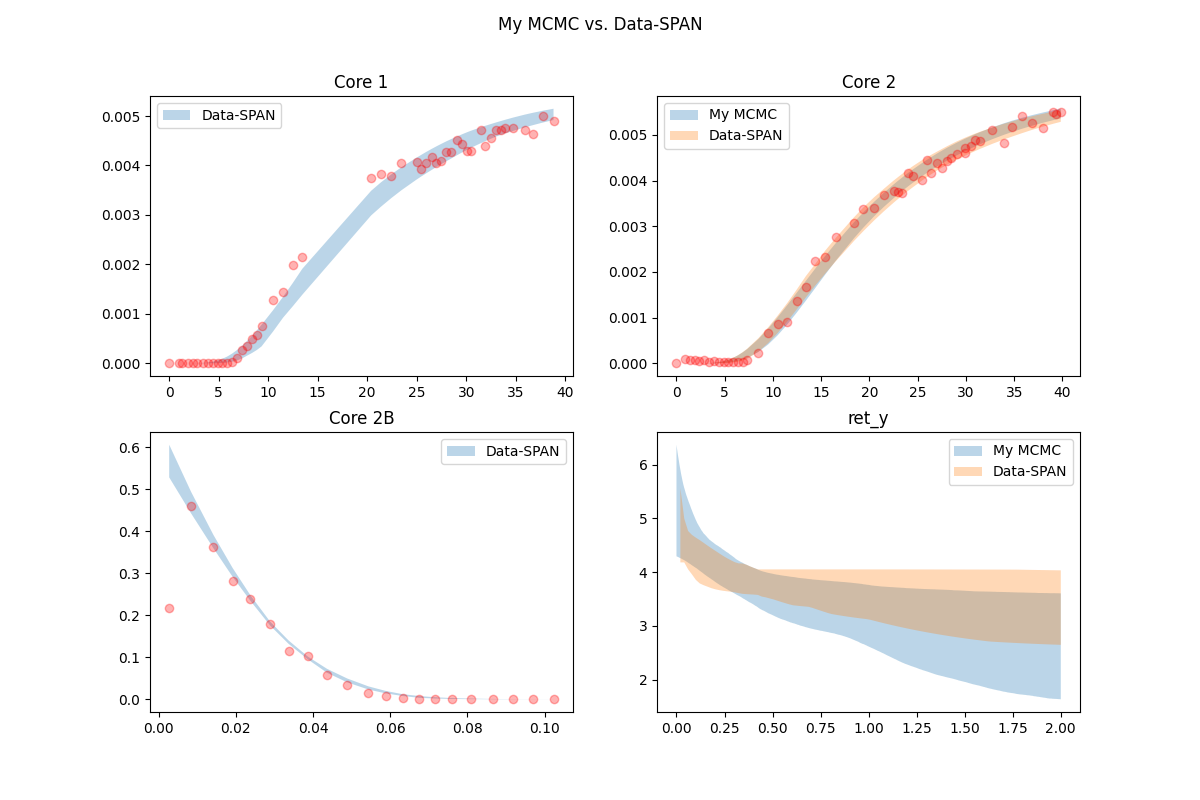 My MCMC vs. Data-SPAN
Core 1
Core 2
Data-SPAN
My MCMC
Data-SPAN
0.005
0.004
0.003
0.002
0.001
0.000
0 5 10 15 20 25 30 35 40
0.005
0.004
0.003
0.002
0.001
0.000
0 5 10 15 20 25 30 35 40
Core 2B
ret_y
Data-SPAN
My MCMC
Data-SPAN
0.6
0.5
0.4
0.3
0.2
0.1
0.0
0.00 0.02 0.04 0.06 0.08 0.10
6
5
4
3
2
0.00 0.25 0.50 0.75 1.00 1.25 1.50 1.75 2.00